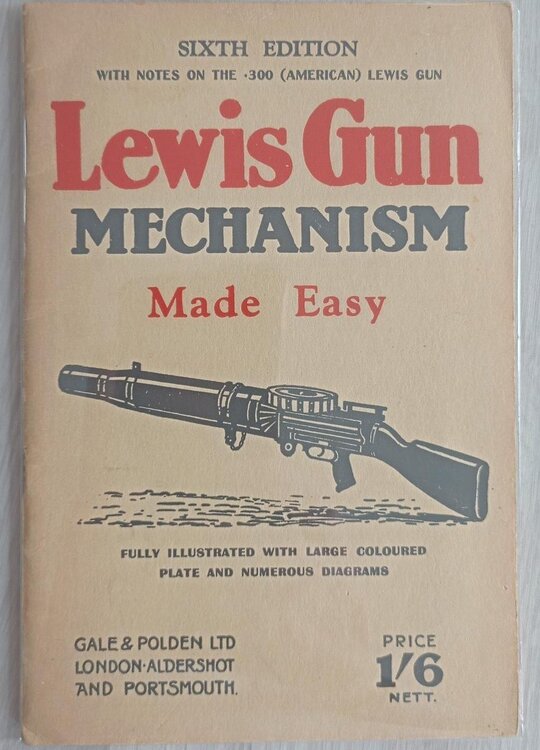 SIXTH EDITION
WITH NOTES ON THE ·300 (AMERICAN) LEWIS GUN
Lewis Gun
MECHANISM
Made Easy
FULLY ILLUSTRATED WITH LARGE COLOURED
PLATE AND NUMEROUS DIAGRAMS
GALE & POLDEN LTD
LONDON·ALDERSHOT
AND PORTSMOUTH.
PRICE
1/6
NETT.